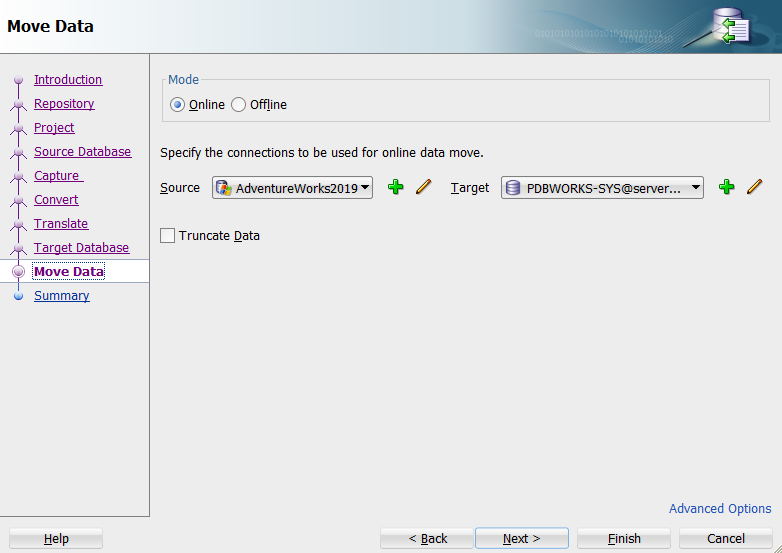 Move Data
0101010101010101010101010101
010101010101
Introduction
Repository
Project
Source Database
Capture
Convert
Translate
Target Database
Move Data
Summary
Mode
Online Offline
Specify the connections to be used for online data move.
Source AdventureWorks2019 Target PDBWORKS-SYS@server...
Truncate Data
Advanced Options
Help < Back Next > Finish Cancel